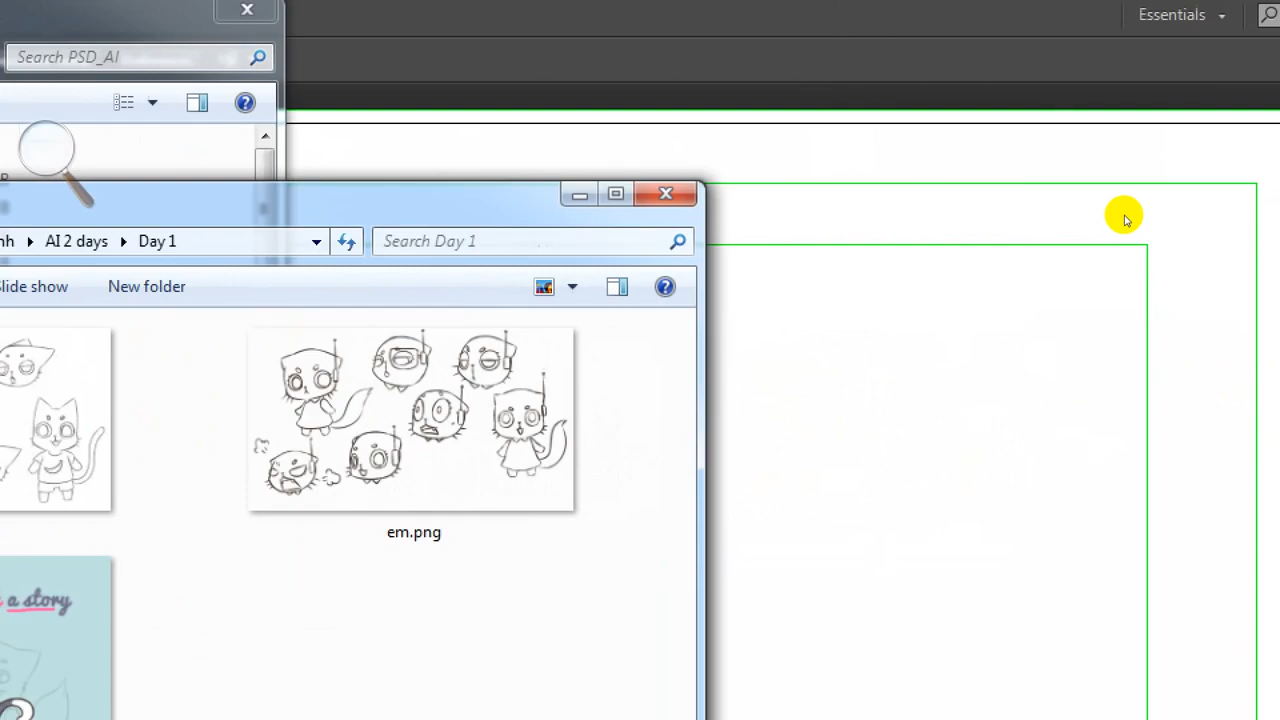 Essentials
Search PSD_AI
AI 2 days
Day 1
Search Day 1
Slide show
New folder
em.png
a story